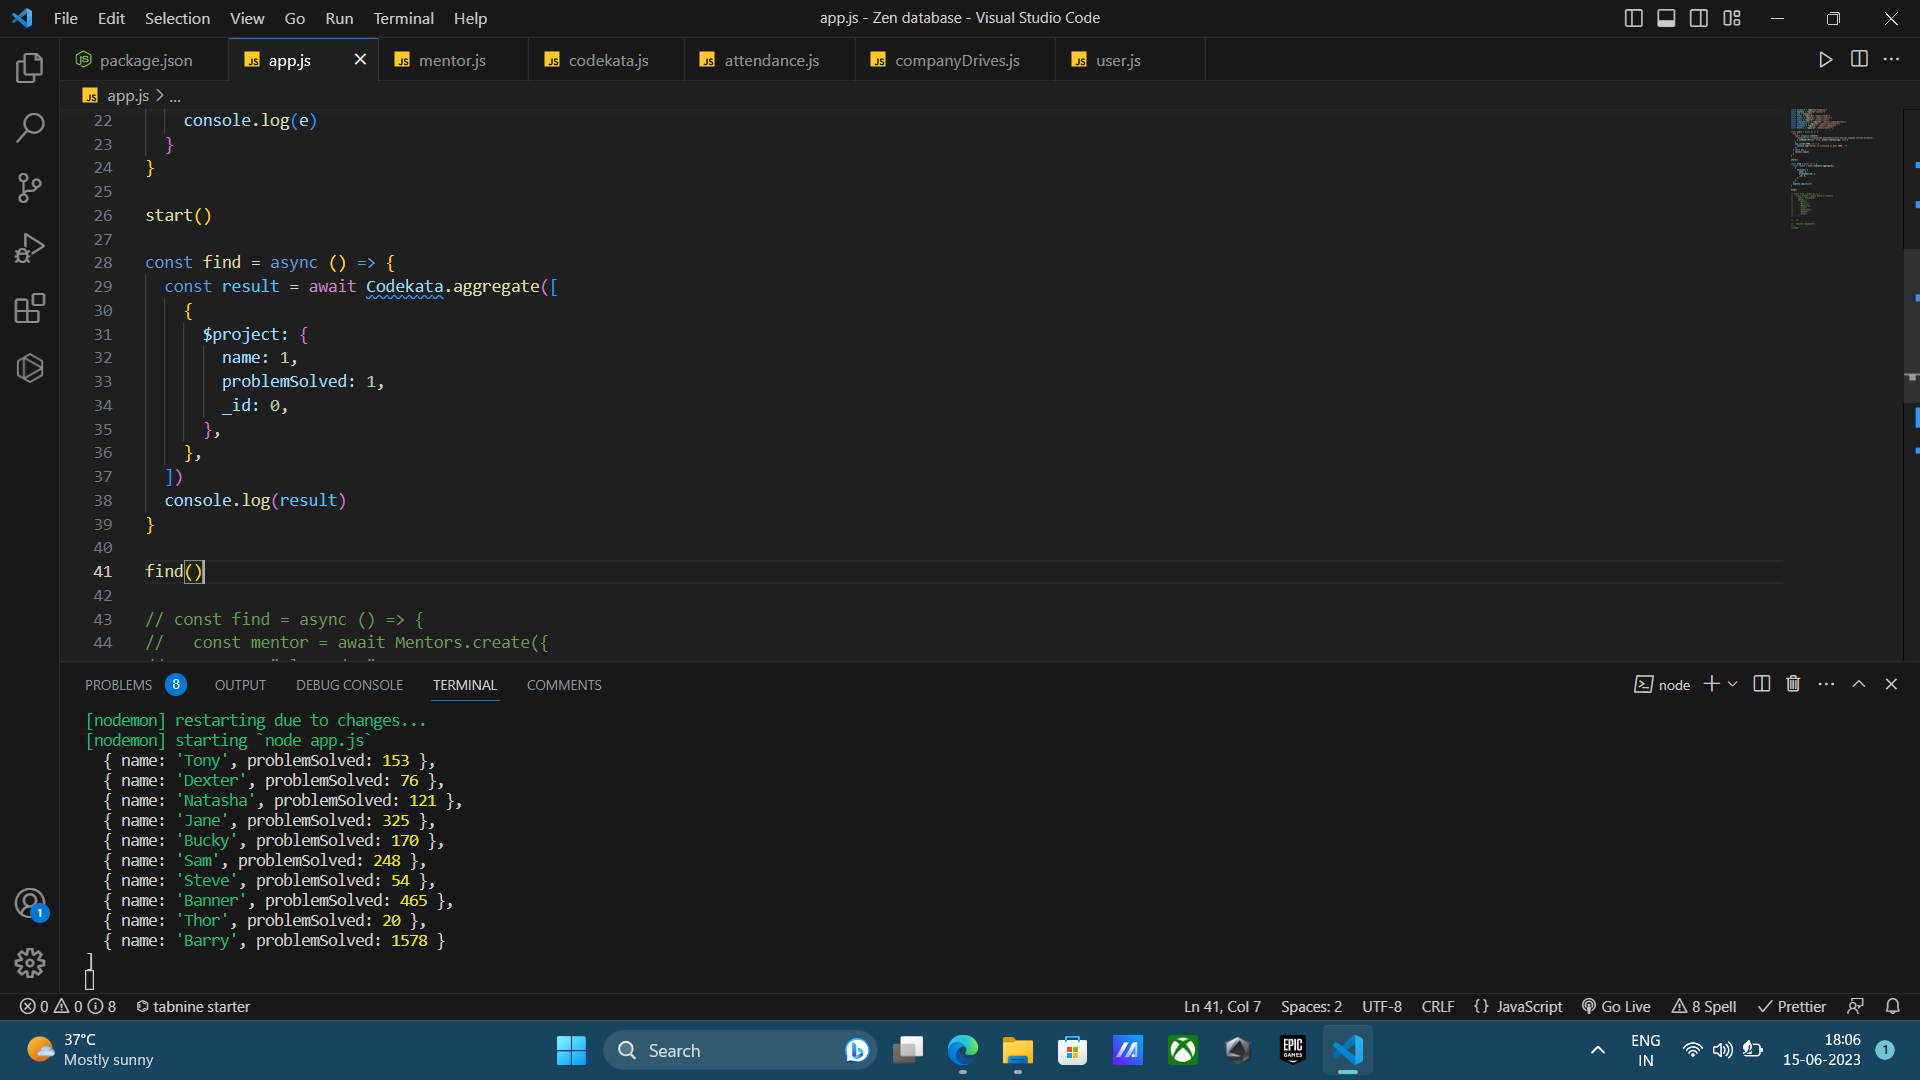 File Edit Selection View Go Run Terminal Help
app.js - Zen database - Visual Studio Code
package.json app.js mentor.js codekata.js attendance.js companyDrives.js user.js
app.js > ...
22 console.log(e)
23 }
24 }
25
26 start()
27
28 const find = async () => {
29 const result = await Codekata.aggregate([
30 {
31 $project: {
32 name: 1,
33 problemSolved: 1,
34 _id: 0,
35 },
36 },
37 ])
38 console.log(result)
39 }
40
41 find()
42
43 // const find = async () => {
44 //   const mentor = await Mentors.create({
PROBLEMS 8 OUTPUT DEBUG CONSOLE TERMINAL COMMENTS
node
[nodemon] restarting due to changes...
[nodemon] starting `node app.js`
{ name: 'Tony', problemSolved: 153 },
{ name: 'Dexter', problemSolved: 76 },
{ name: 'Natasha', problemSolved: 121 },
{ name: 'Jane', problemSolved: 325 },
{ name: 'Bucky', problemSolved: 170 },
{ name: 'Sam', problemSolved: 248 },
{ name: 'Steve', problemSolved: 54 },
{ name: 'Banner', problemSolved: 465 },
{ name: 'Thor', problemSolved: 20 },
{ name: 'Barry', problemSolved: 1578 }
]
1
0 0 8 tabnine starter
Ln 41, Col 7 Spaces: 2 UTF-8 CRLF {} JavaScript Go Live 8 Spell Prettier
37°C
Mostly sunny
Search
EPIC GAMES
ENG
IN
18:06
15-06-2023
1